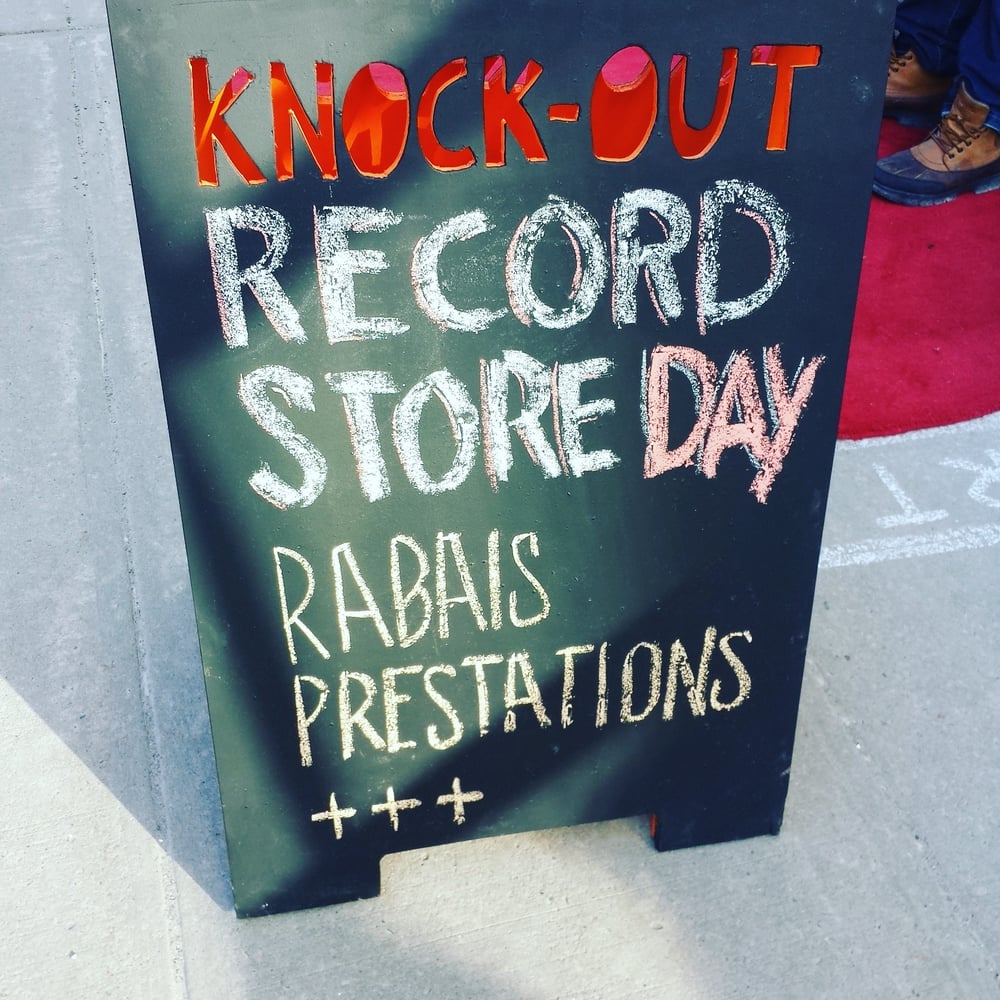 KNOCK-OUT
RECORD
STORE DAY
RABAIS
PRESTATIONS
+++